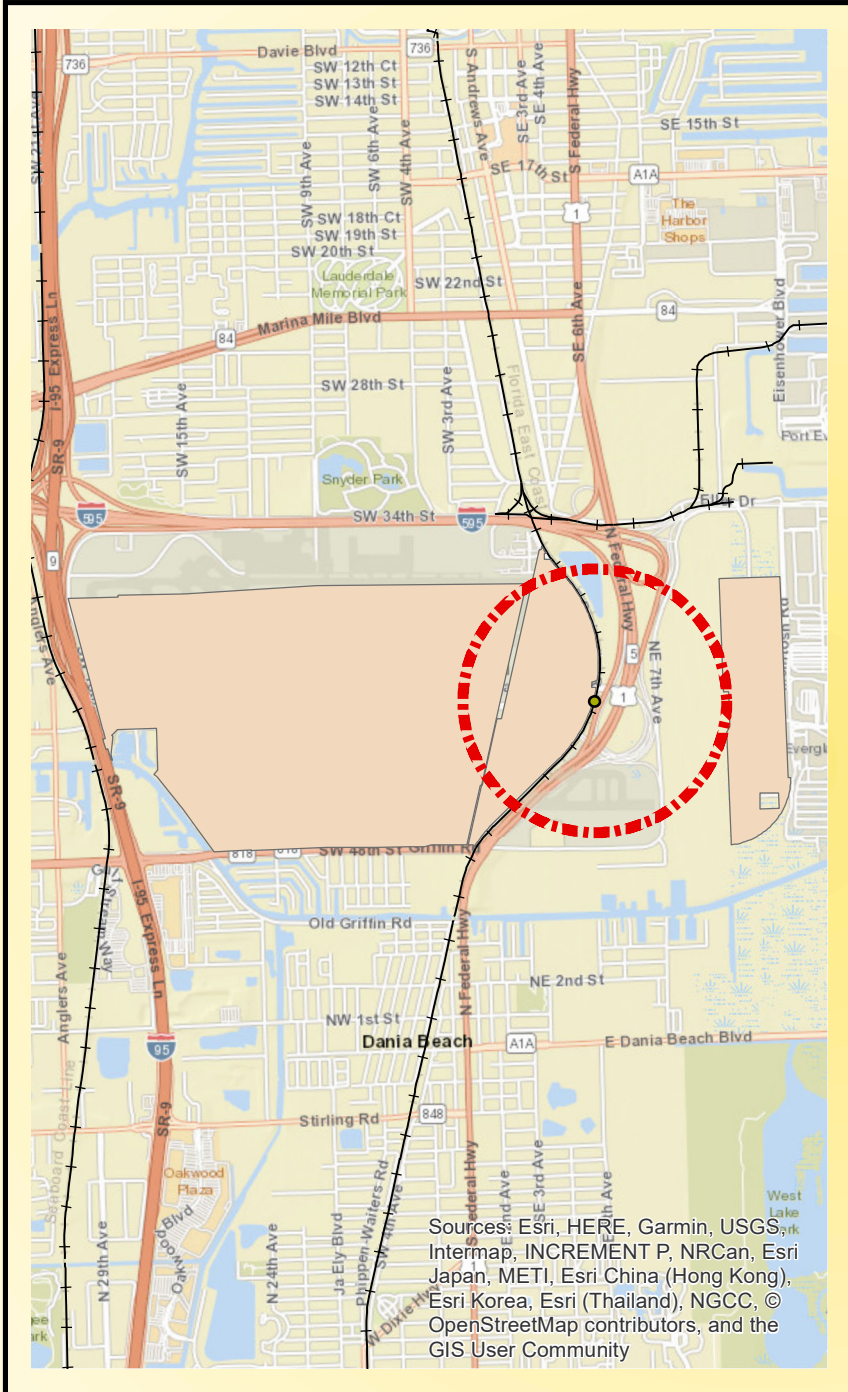 Davie Blvd
736
736
SW 12th Ct
SW 13th St
SW 14th St
S Andrews Ave
SE 3rd Ave
SE 4th Ave
S Federal Hwy
SW 21st Ave
SW 9th Ave
SW 6th Ave
SW 4th Ave
SE 15th St
SE 17th St
A1A
1
The
Harbor
Shops
SW 18th Ct
SW 19th St
SW 20th St
Lauderdale
Memorial Park
SW 22nd St
84
84
Marina Mile Blvd
SE 6th Ave
Eisenhower Blvd
I-95 Express Ln
SR-9
SW 28th St
SW 15th Ave
SW 3rd Ave
Florida East Coast
Snyder Park
595
SW 34th St
595
9
N Federal Hwy
5
1
NE 7th Ave
SR-9
818
SW 48th St
Griffin Rd
I-95 Express Ln
Old Griffin Rd
N Federal Hwy
NE 2nd St
NW 1st St
Anglers Ave
Dania Beach
A1A
E Dania Beach Blvd
95
Seaboard Coast Line
SR-9
Stirling Rd
848
Oakwood
Plaza
N 29th Ave
N 24th Ave
Ja Ely Blvd
Phippen-Waiters Rd
SW 4th Ave
S Federal Hwy
SE 3rd Ave
W Dixie Hwy
1
West
Lake
Park
Sources: Esri, HERE, Garmin, USGS,
Intermap, INCREMENT P, NRCan, Esri
Japan, METI, Esri China (Hong Kong),
Esri Korea, Esri (Thailand), NGCC, ©
OpenStreetMap contributors, and the
GIS User Community